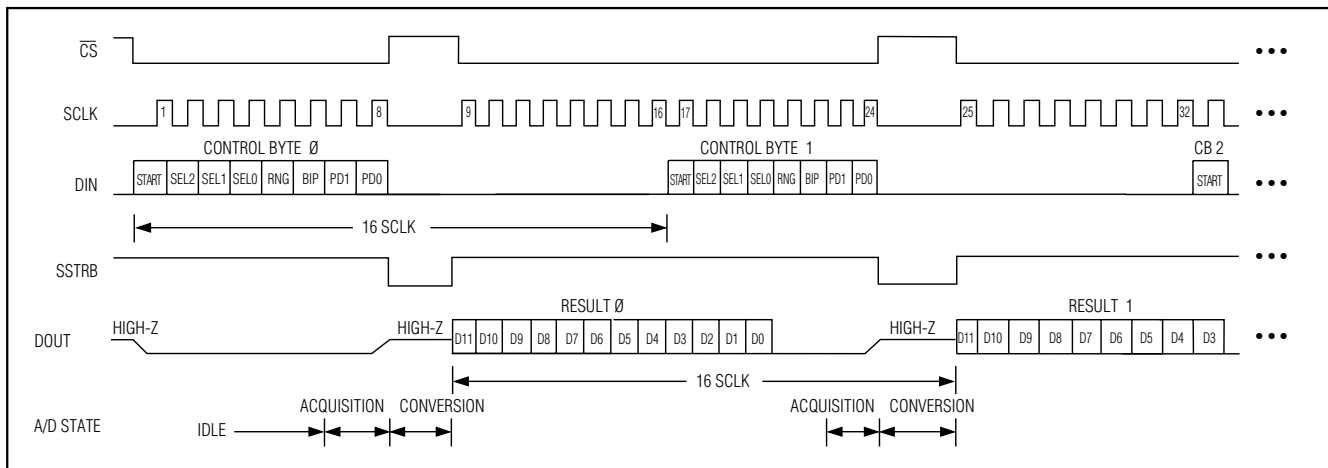 CS •••
SCLK 1 8 9 16 17 24 25 32 •••
CONTROL BYTE Ø CONTROL BYTE 1 CB 2
DIN START SEL2 SEL1 SEL0 RNG BIP PD1 PD0 START SEL2 SEL1 SEL0 RNG BIP PD1 PD0 START •••
16 SCLK
SSTRB •••
RESULT Ø RESULT 1
DOUT HIGH-Z HIGH-Z D11 D10 D9 D8 D7 D6 D5 D4 D3 D2 D1 D0 HIGH-Z D11 D10 D9 D8 D7 D6 D5 D4 D3 •••
16 SCLK
ACQUISITION CONVERSION ACQUISITION CONVERSION
A/D STATE IDLE